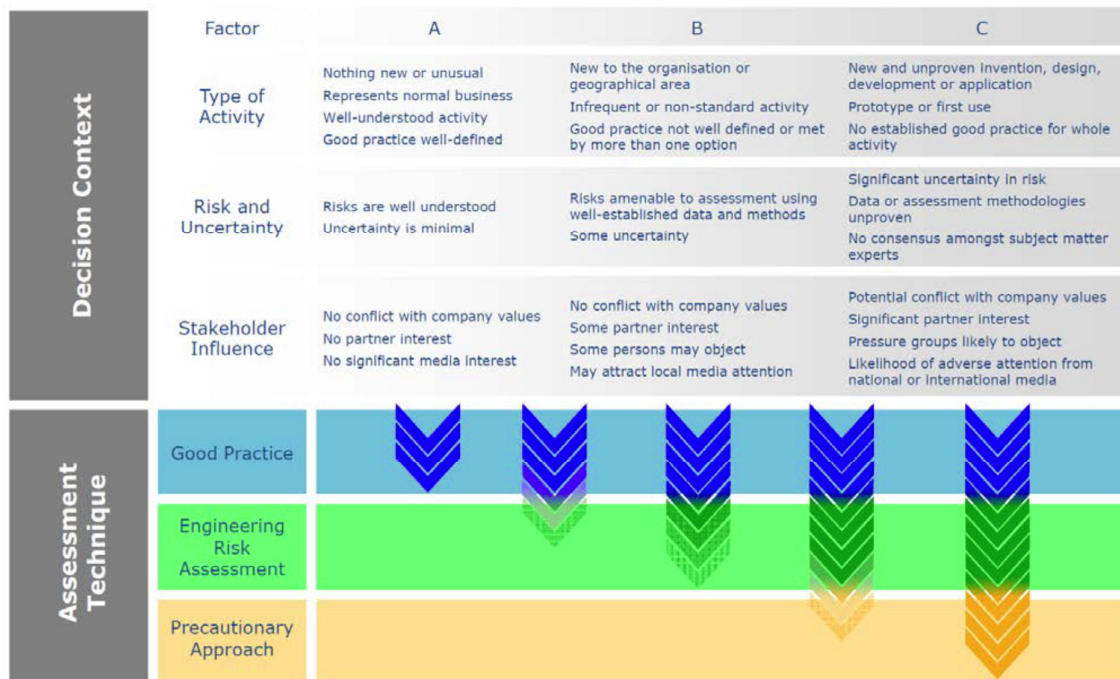 Decision Context
Factor
A
B
C
Type of
Activity
Nothing new or unusual
Represents normal business
Well-understood activity
Good practice well-defined
New to the organisation or
geographical area
Infrequent or non-standard activity
Good practice not well defined or met
by more than one option
New and unproven invention, design,
development or application
Prototype or first use
No established good practice for whole
activity
Risk and
Uncertainty
Risks are well understood
Uncertainty is minimal
Risks amenable to assessment using
well-established data and methods
Some uncertainty
Significant uncertainty in risk
Data or assessment methodologies
unproven
No consensus amongst subject matter
experts
Stakeholder
Influence
No conflict with company values
No partner interest
No significant media interest
No conflict with company values
Some partner interest
Some persons may object
May attract local media attention
Potential conflict with company values
Significant partner interest
Pressure groups likely to object
Likelihood of adverse attention from
national or international media
Assessment
Technique
Good Practice
Engineering
Risk
Assessment
Precautionary
Approach